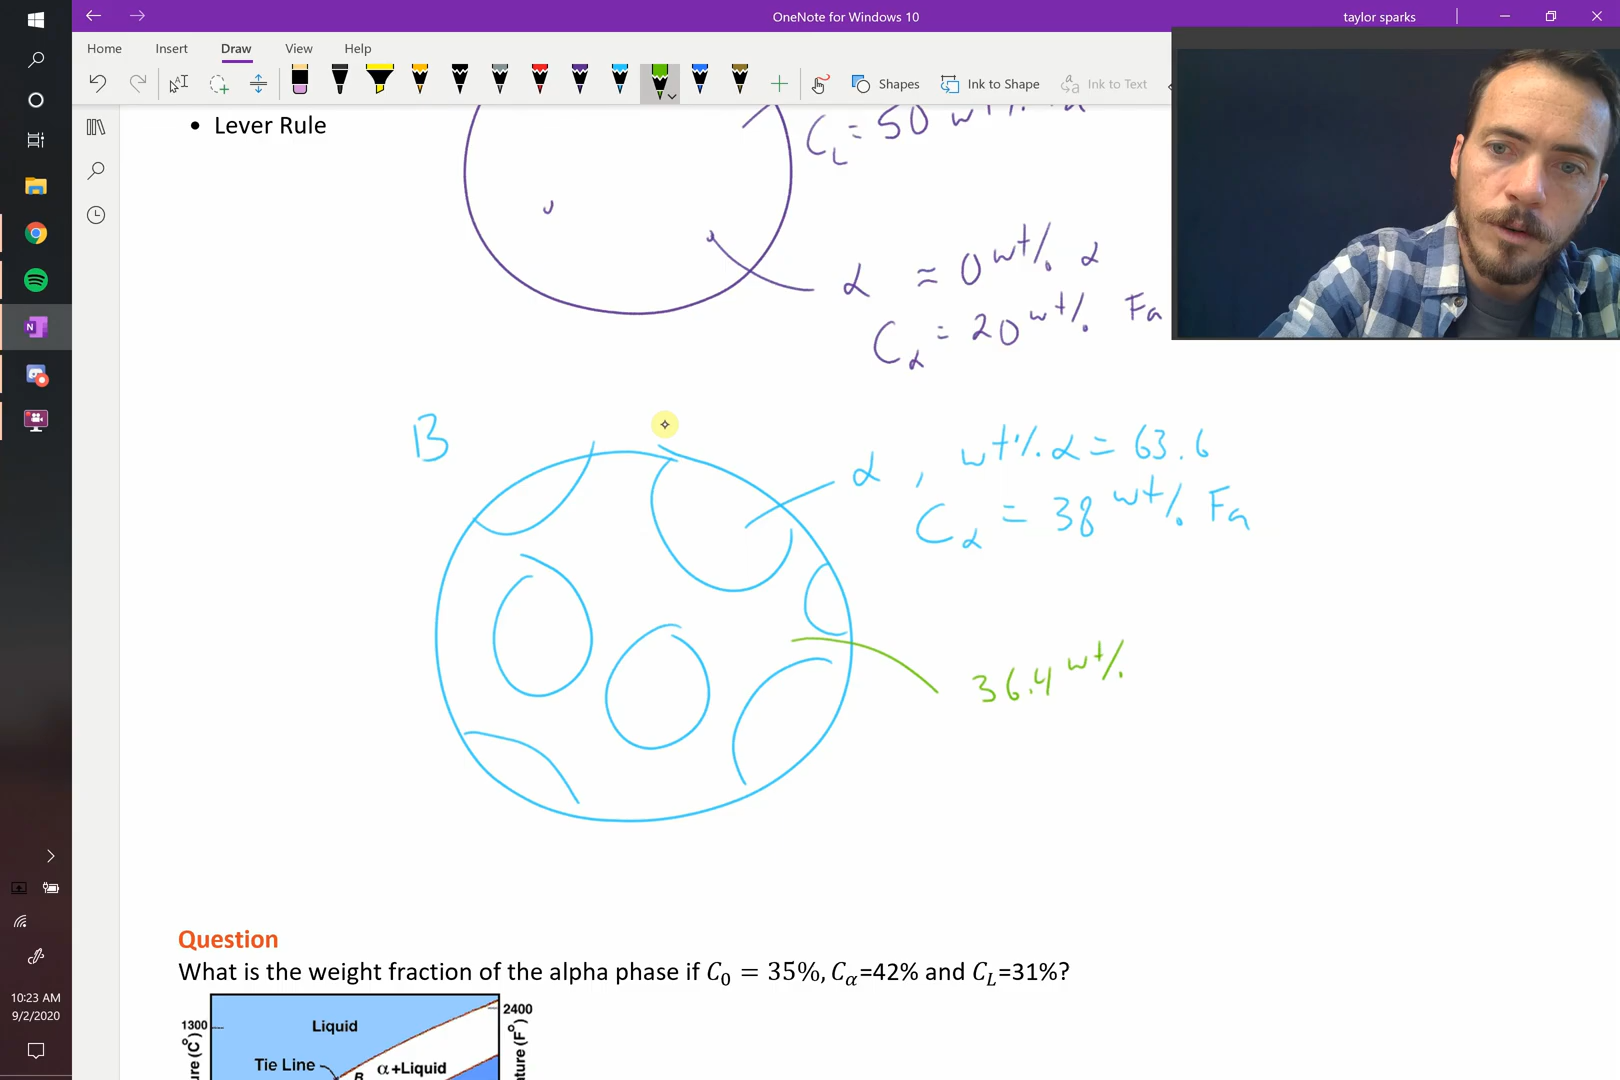 OneNote for Windows 10
taylor sparks
Home Insert Draw View Help
Shapes Ink to Shape Ink to Text
• Lever Rule
C_L = 50 wt%
α ≈ 0 wt% α
C_α = 20 wt% Fa
B
α, wt% α = 63.6
C_α = 38 wt% Fa
36.4 wt%
Question
What is the weight fraction of the alpha phase if C₀ = 35%, C_α=42% and C_L=31%?
1300
Liquid
2400
Tie Line
α+Liquid
B
10:23 AM
9/2/2020